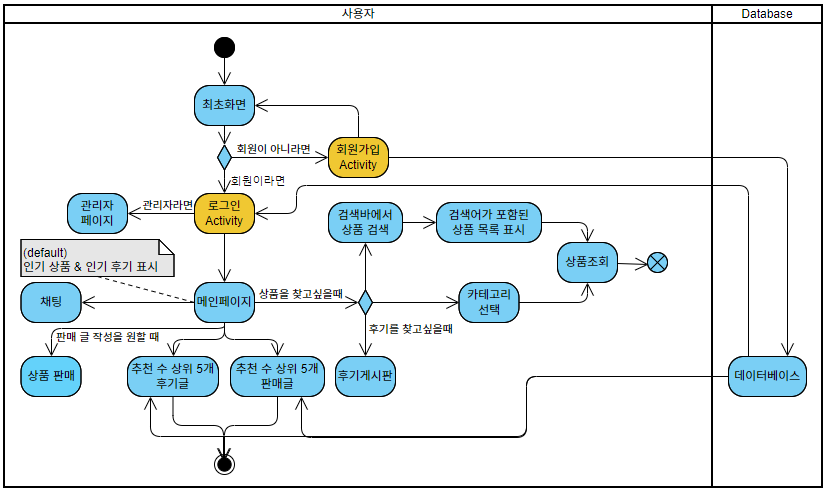 사용자
Database
최초화면
회원이 아니라면
회원가입
Activity
회원이라면
관리자
페이지
관리자라면
로그인
Activity
검색바에서
상품 검색
검색어가 포함된
상품 목록 표시
상품조회
(default)
인기 상품 & 인기 후기 표시
채팅
메인페이지
상품을 찾고싶을때
카테고리
선택
판매 글 작성을 원할 때
후기를 찾고싶을때
상품 판매
추천 수 상위 5개
후기글
추천 수 상위 5개
판매글
후기게시판
데이터베이스